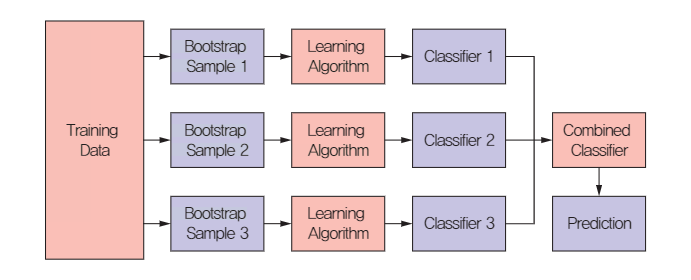 Training
Data
Bootstrap
Sample 1
Learning
Algorithm
Classifier 1
Bootstrap
Sample 2
Learning
Algorithm
Classifier 2
Bootstrap
Sample 3
Learning
Algorithm
Classifier 3
Combined
Classifier
Prediction